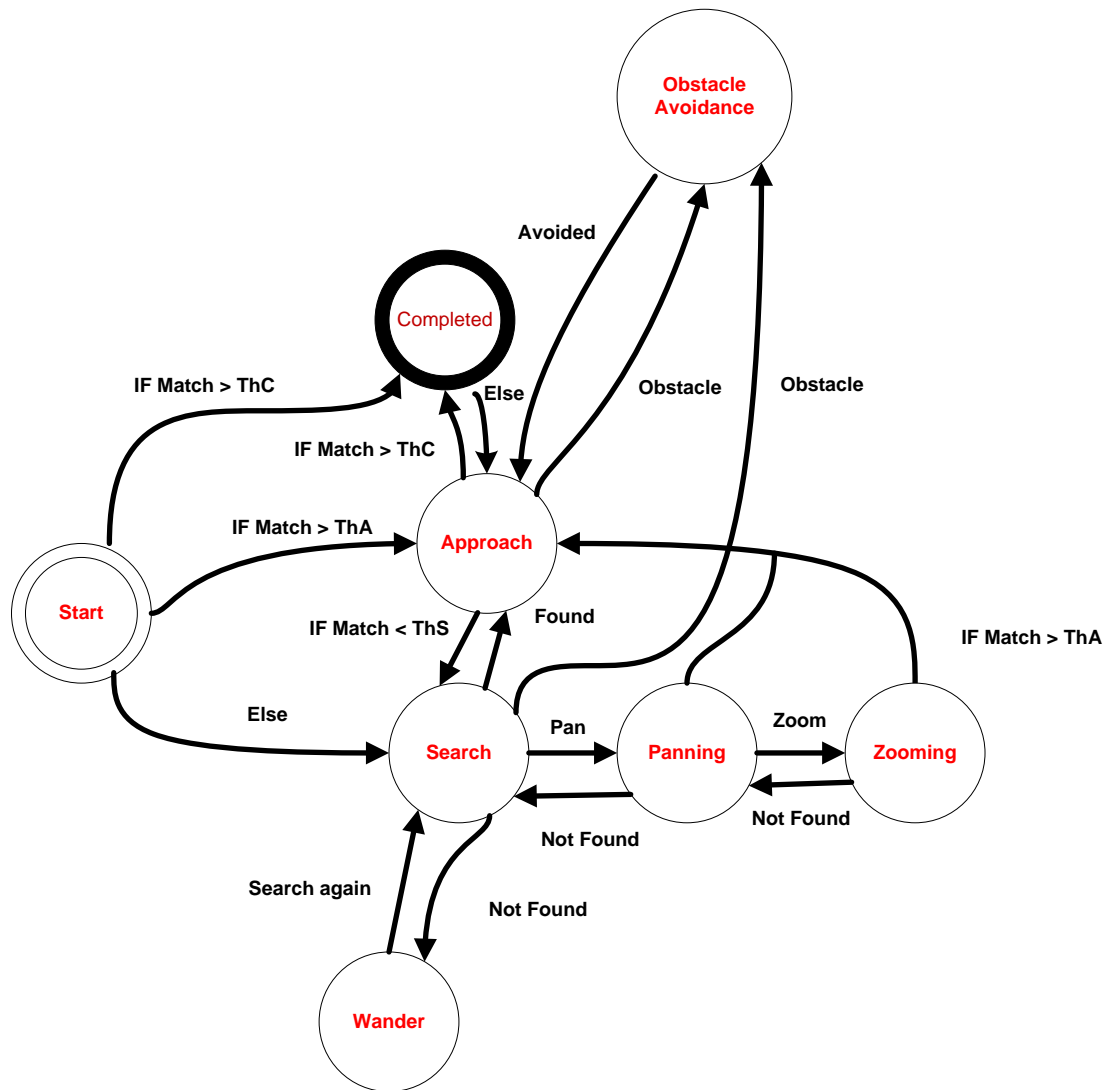 Obstacle
Avoidance
Avoided
Completed
IF Match > ThC
Else
Obstacle
Obstacle
IF Match > ThC
IF Match > ThA
Approach
Start
Found
IF Match < ThS
IF Match > ThA
Else
Pan
Zoom
Search
Panning
Zooming
Not Found
Not Found
Search again
Not Found
Wander